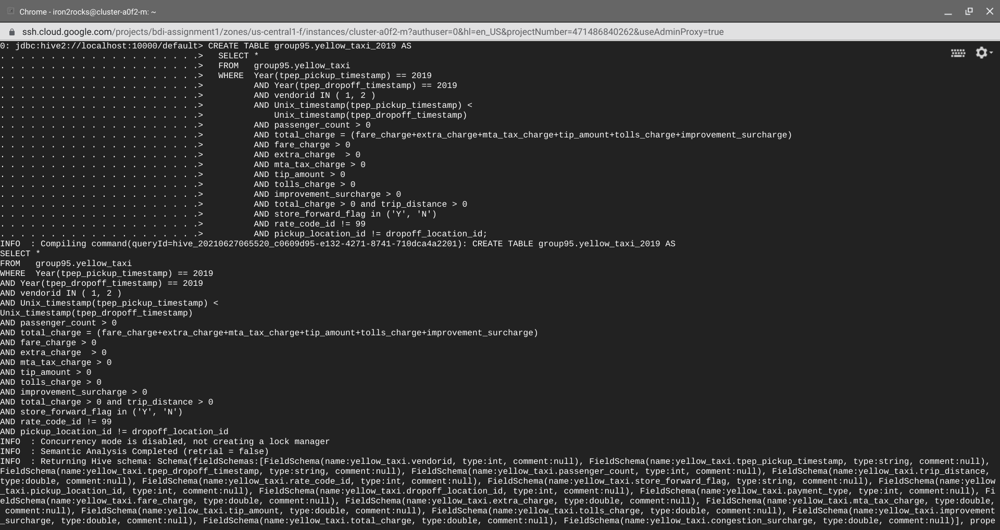 Chrome - iron2rocks@cluster-a0f2-m: ~
ssh.cloud.google.com/projects/bdi-assignment1/zones/us-central1-f/instances/cluster-a0f2-m?authuser=0&hl=en_US&projectNumber=471486840262&useAdminProxy=true
0: jdbc:hive2://localhost:10000/default> CREATE TABLE group95.yellow_taxi_2019 AS
. . . . . . . . . . . . . . . . . . . .>   SELECT *
. . . . . . . . . . . . . . . . . . . .>   FROM   group95.yellow_taxi
. . . . . . . . . . . . . . . . . . . .>   WHERE  Year(tpep_pickup_timestamp) == 2019
. . . . . . . . . . . . . . . . . . . .>          AND Year(tpep_dropoff_timestamp) == 2019
. . . . . . . . . . . . . . . . . . . .>          AND vendorid IN ( 1, 2 )
. . . . . . . . . . . . . . . . . . . .>          AND Unix_timestamp(tpep_pickup_timestamp) <
. . . . . . . . . . . . . . . . . . . .>              Unix_timestamp(tpep_dropoff_timestamp)
. . . . . . . . . . . . . . . . . . . .>          AND passenger_count > 0
. . . . . . . . . . . . . . . . . . . .>          AND total_charge = (fare_charge+extra_charge+mta_tax_charge+tip_amount+tolls_charge+improvement_surcharge)
. . . . . . . . . . . . . . . . . . . .>          AND fare_charge > 0
. . . . . . . . . . . . . . . . . . . .>          AND extra_charge  > 0
. . . . . . . . . . . . . . . . . . . .>          AND mta_tax_charge > 0
. . . . . . . . . . . . . . . . . . . .>          AND tip_amount > 0
. . . . . . . . . . . . . . . . . . . .>          AND tolls_charge > 0
. . . . . . . . . . . . . . . . . . . .>          AND improvement_surcharge > 0
. . . . . . . . . . . . . . . . . . . .>          AND total_charge > 0 and trip_distance > 0
. . . . . . . . . . . . . . . . . . . .>          AND store_forward_flag in ('Y', 'N')
. . . . . . . . . . . . . . . . . . . .>          AND rate_code_id != 99
. . . . . . . . . . . . . . . . . . . .>          AND pickup_location_id != dropoff_location_id;
INFO  : Compiling command(queryId=hive_20210627065520_c0609d95-e132-4271-8741-710dca4a2201): CREATE TABLE group95.yellow_taxi_2019 AS
SELECT *
FROM   group95.yellow_taxi
WHERE  Year(tpep_pickup_timestamp) == 2019
AND Year(tpep_dropoff_timestamp) == 2019
AND vendorid IN ( 1, 2 )
AND Unix_timestamp(tpep_pickup_timestamp) <
Unix_timestamp(tpep_dropoff_timestamp)
AND passenger_count > 0
AND total_charge = (fare_charge+extra_charge+mta_tax_charge+tip_amount+tolls_charge+improvement_surcharge)
AND fare_charge > 0
AND extra_charge  > 0
AND mta_tax_charge > 0
AND tip_amount > 0
AND tolls_charge > 0
AND improvement_surcharge > 0
AND total_charge > 0 and trip_distance > 0
AND store_forward_flag in ('Y', 'N')
AND rate_code_id != 99
AND pickup_location_id != dropoff_location_id
INFO  : Concurrency mode is disabled, not creating a lock manager
INFO  : Semantic Analysis Completed (retrial = false)
INFO  : Returning Hive schema: Schema(fieldSchemas:[FieldSchema(name:yellow_taxi.vendorid, type:int, comment:null), FieldSchema(name:yellow_taxi.tpep_pickup_timestamp, type:string, comment:null),
FieldSchema(name:yellow_taxi.tpep_dropoff_timestamp, type:string, comment:null), FieldSchema(name:yellow_taxi.passenger_count, type:int, comment:null), FieldSchema(name:yellow_taxi.trip_distance,
type:double, comment:null), FieldSchema(name:yellow_taxi.rate_code_id, type:int, comment:null), FieldSchema(name:yellow_taxi.store_forward_flag, type:string, comment:null), FieldSchema(name:yellow
_taxi.pickup_location_id, type:int, comment:null), FieldSchema(name:yellow_taxi.dropoff_location_id, type:int, comment:null), FieldSchema(name:yellow_taxi.payment_type, type:int, comment:null), Fi
eldSchema(name:yellow_taxi.fare_charge, type:double, comment:null), FieldSchema(name:yellow_taxi.extra_charge, type:double, comment:null), FieldSchema(name:yellow_taxi.mta_tax_charge, type:double,
 comment:null), FieldSchema(name:yellow_taxi.tip_amount, type:double, comment:null), FieldSchema(name:yellow_taxi.tolls_charge, type:double, comment:null), FieldSchema(name:yellow_taxi.improvement
_surcharge, type:double, comment:null), FieldSchema(name:yellow_taxi.total_charge, type:double, comment:null), FieldSchema(name:yellow_taxi.congestion_surcharge, type:double, comment:null)], prope